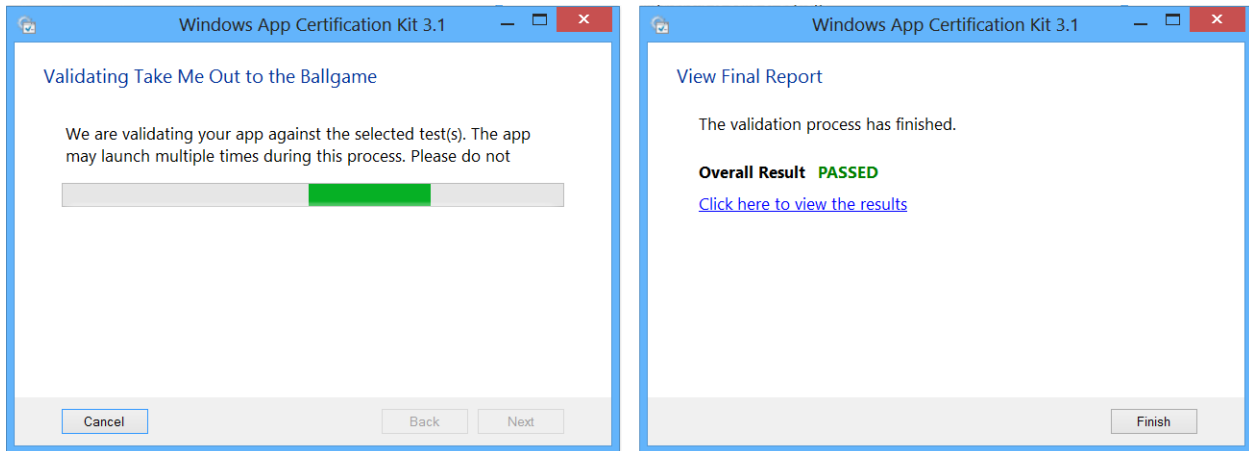 Windows App Certification Kit 3.1
Validating Take Me Out to the Ballgame
We are validating your app against the selected test(s). The app
may launch multiple times during this process. Please do not
Cancel
Back
Next
Windows App Certification Kit 3.1
View Final Report
The validation process has finished.
Overall Result PASSED
Click here to view the results
Finish